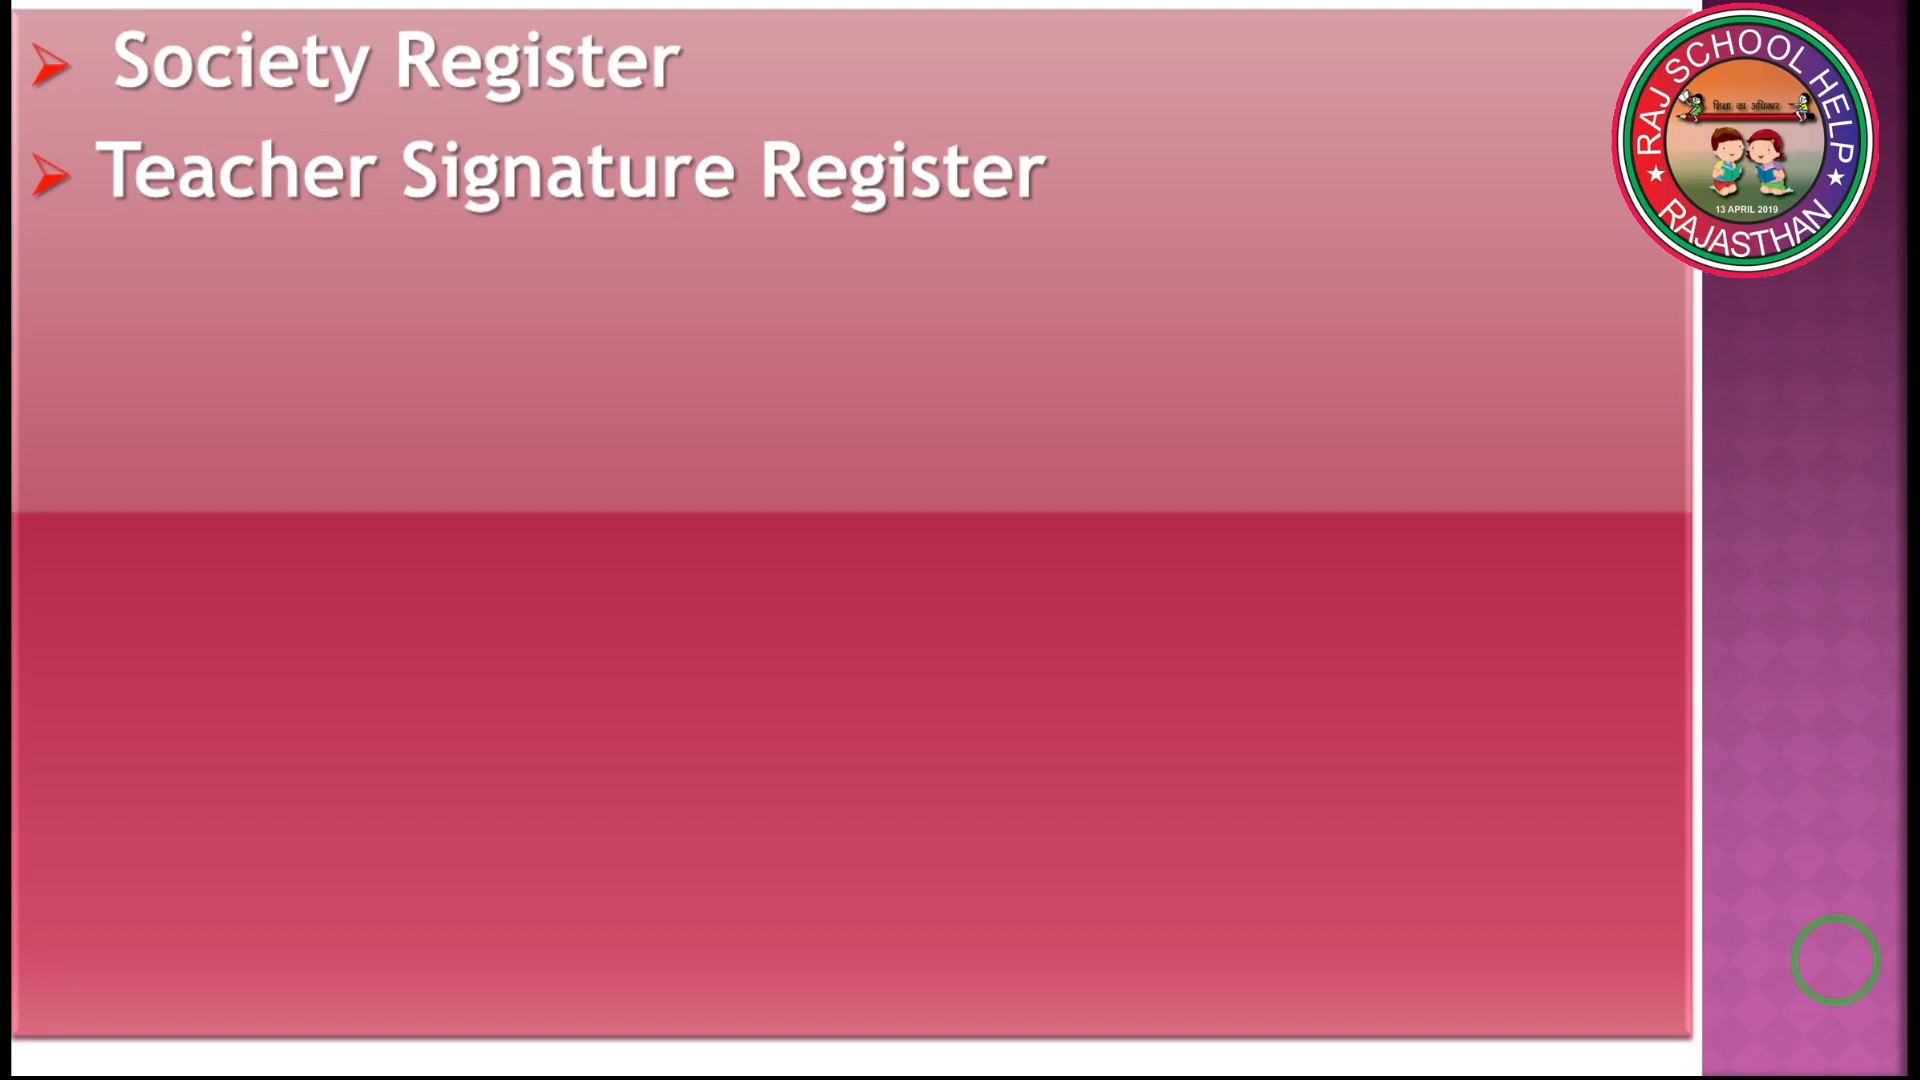 Society Register
Teacher Signature Register
RAJ SCHOOL HELP
शिक्षा का अधिकार
13 APRIL 2019
RAJASTHAN